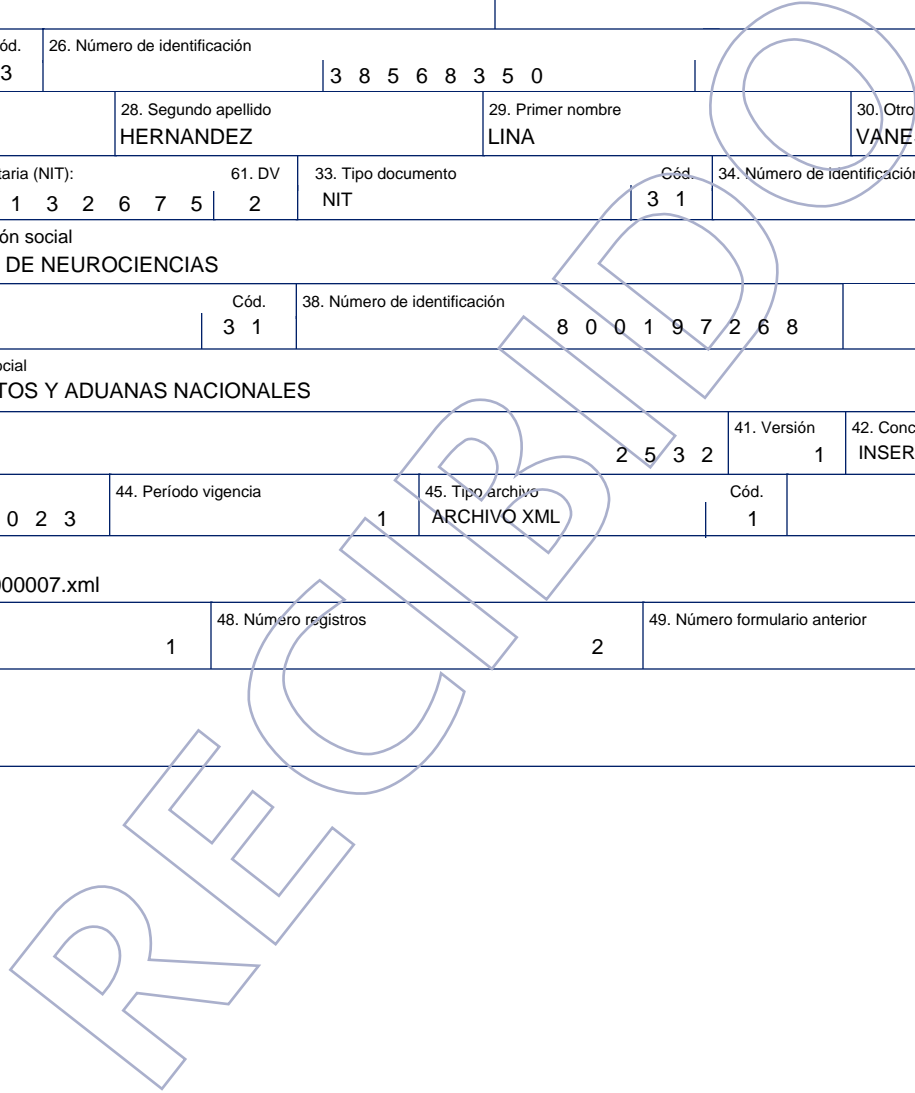 ód. 26. Número de identificación
3 3 8 5 6 8 3 5 0
28. Segundo apellido 29. Primer nombre 30. Otro
HERNANDEZ LINA VANE
taria (NIT): 61. DV 33. Tipo documento Cód. 34. Número de identificación
1 3 2 6 7 5 2 NIT 3 1
ón social
DE NEUROCIENCIAS
Cód. 38. Número de identificación
3 1 8 0 0 1 9 7 2 6 8
ocial
TOS Y ADUANAS NACIONALES
41. Versión 42. Conc
2 5 3 2 1 INSER
44. Período vigencia 45. Tipo archivo Cód.
0 2 3 1 ARCHIVO XML 1
000007.xml
48. Número registros 49. Número formulario anterior
1 2
RECIBIDO